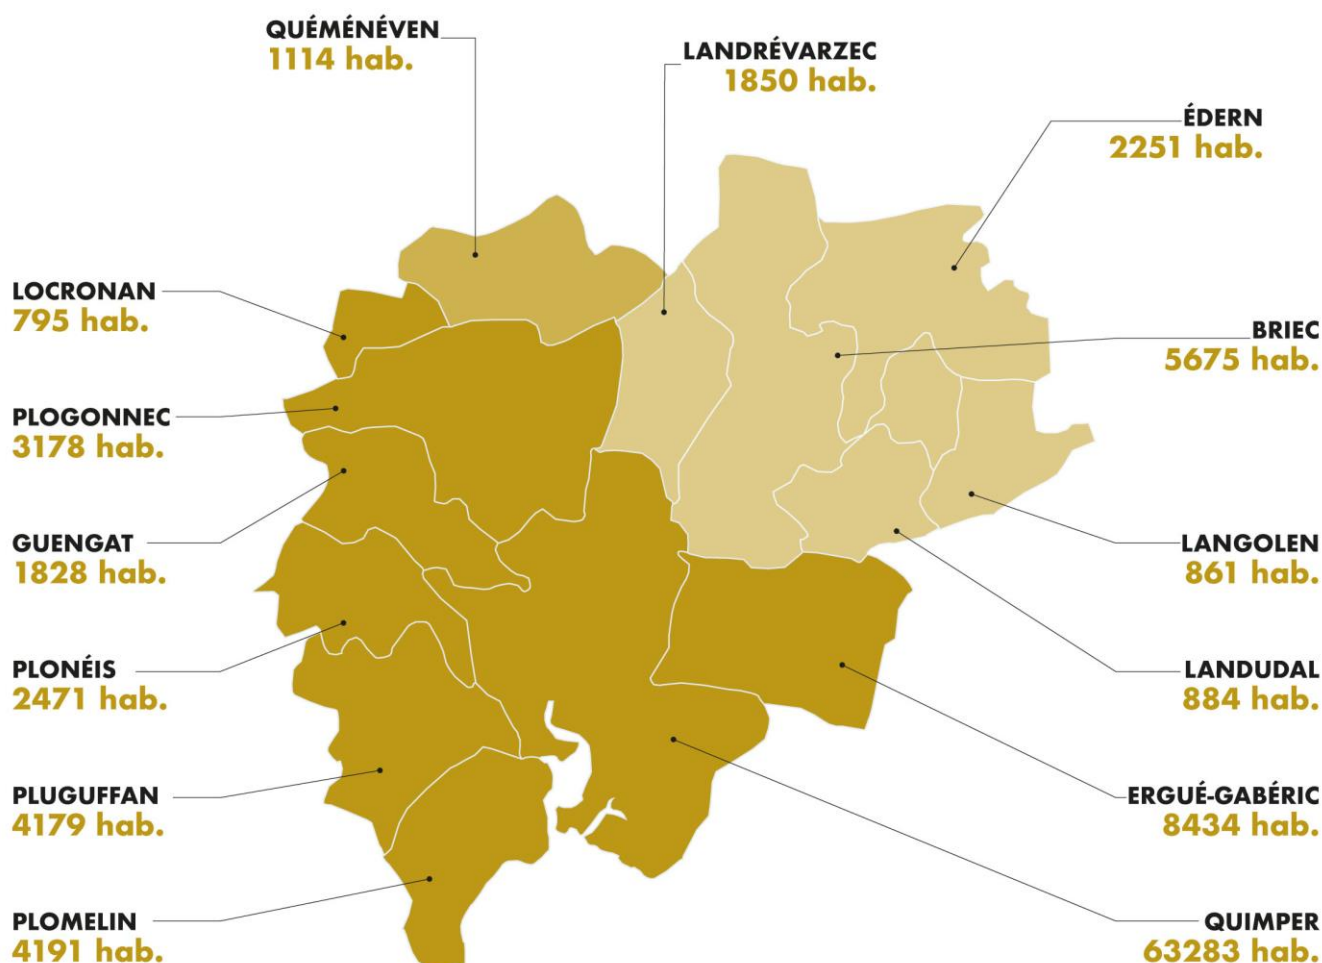 QUÉMÉNÉVEN
1114 hab.
LANDRÉVARZEC
1850 hab.
ÉDERN
2251 hab.
LOCRONAN
795 hab.
BRIEC
5675 hab.
PLOGONNEC
3178 hab.
GUENGAT
1828 hab.
LANGOLEN
861 hab.
PLONÉIS
2471 hab.
LANDUDAL
884 hab.
PLUGUFFAN
4179 hab.
ERGUÉ-GABÉRIC
8434 hab.
PLOMELIN
4191 hab.
QUIMPER
63283 hab.